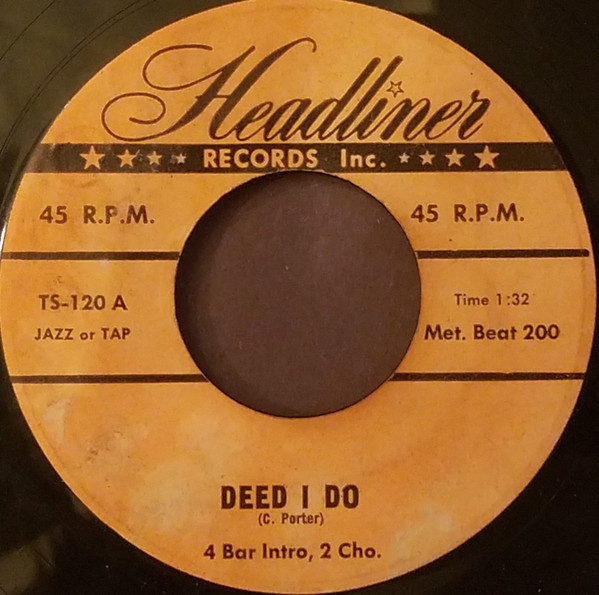 Headliner
RECORDS Inc.
45 R.P.M. 45 R.P.M.
TS-120 A Time 1:32
JAZZ or TAP Met. Beat 200
DEED I DO
(C. Porter)
4 Bar Intro, 2 Cho.